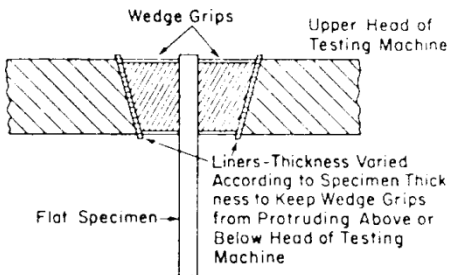 Wedge Grips
Upper Head of
Testing Machine
Liners-Thickness Varied
According to Specimen Thick
ness to Keep Wedge Grips
from Protruding Above or
Below Head of Testing
Machine
Flat Specimen